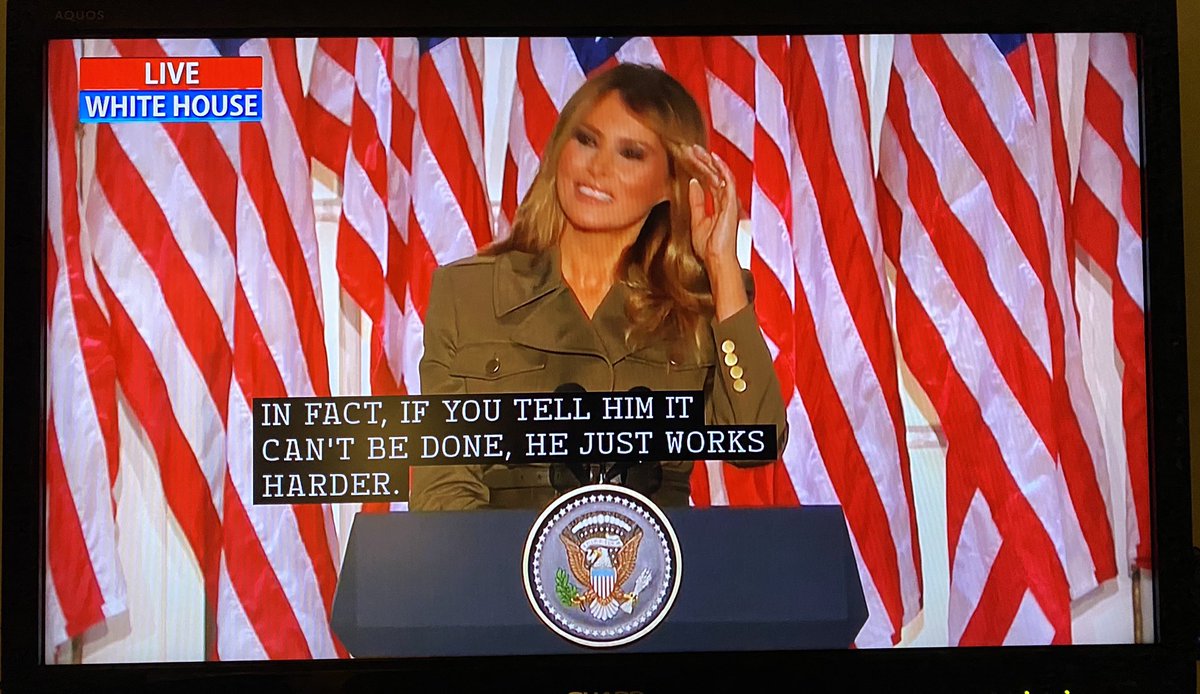 AQUOS
LIVE
WHITE HOUSE
IN FACT, IF YOU TELL HIM IT
CAN'T BE DONE, HE JUST WORKS
HARDER.